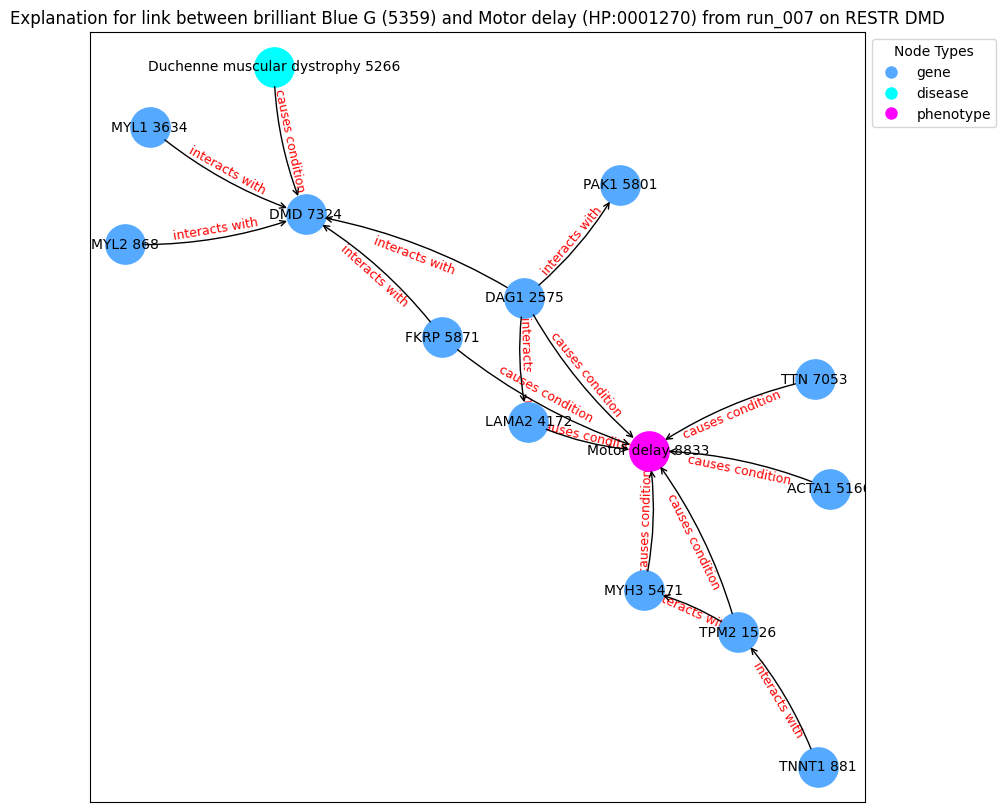 Explanation for link between brilliant Blue G (5359) and Motor delay (HP:0001270) from run_007 on RESTR DMD
Node Types
gene
disease
phenotype
Duchenne muscular dystrophy 5266
causes condition
MYL1 3634
interacts with
PAK1 5801
DMD 7324
interacts with
MYL2 868
interacts with
interacts with
interacts with
DAG1 2575
FKRP 5871
interacts
causes condition
causes condition
TTN 7053
causes condition
LAMA2 4172
causes condition
Motor delay 8833
causes condition
ACTA1 5166
causes condition
causes condition
MYH3 5471
interacts with
TPM2 1526
interacts with
TNNT1 881